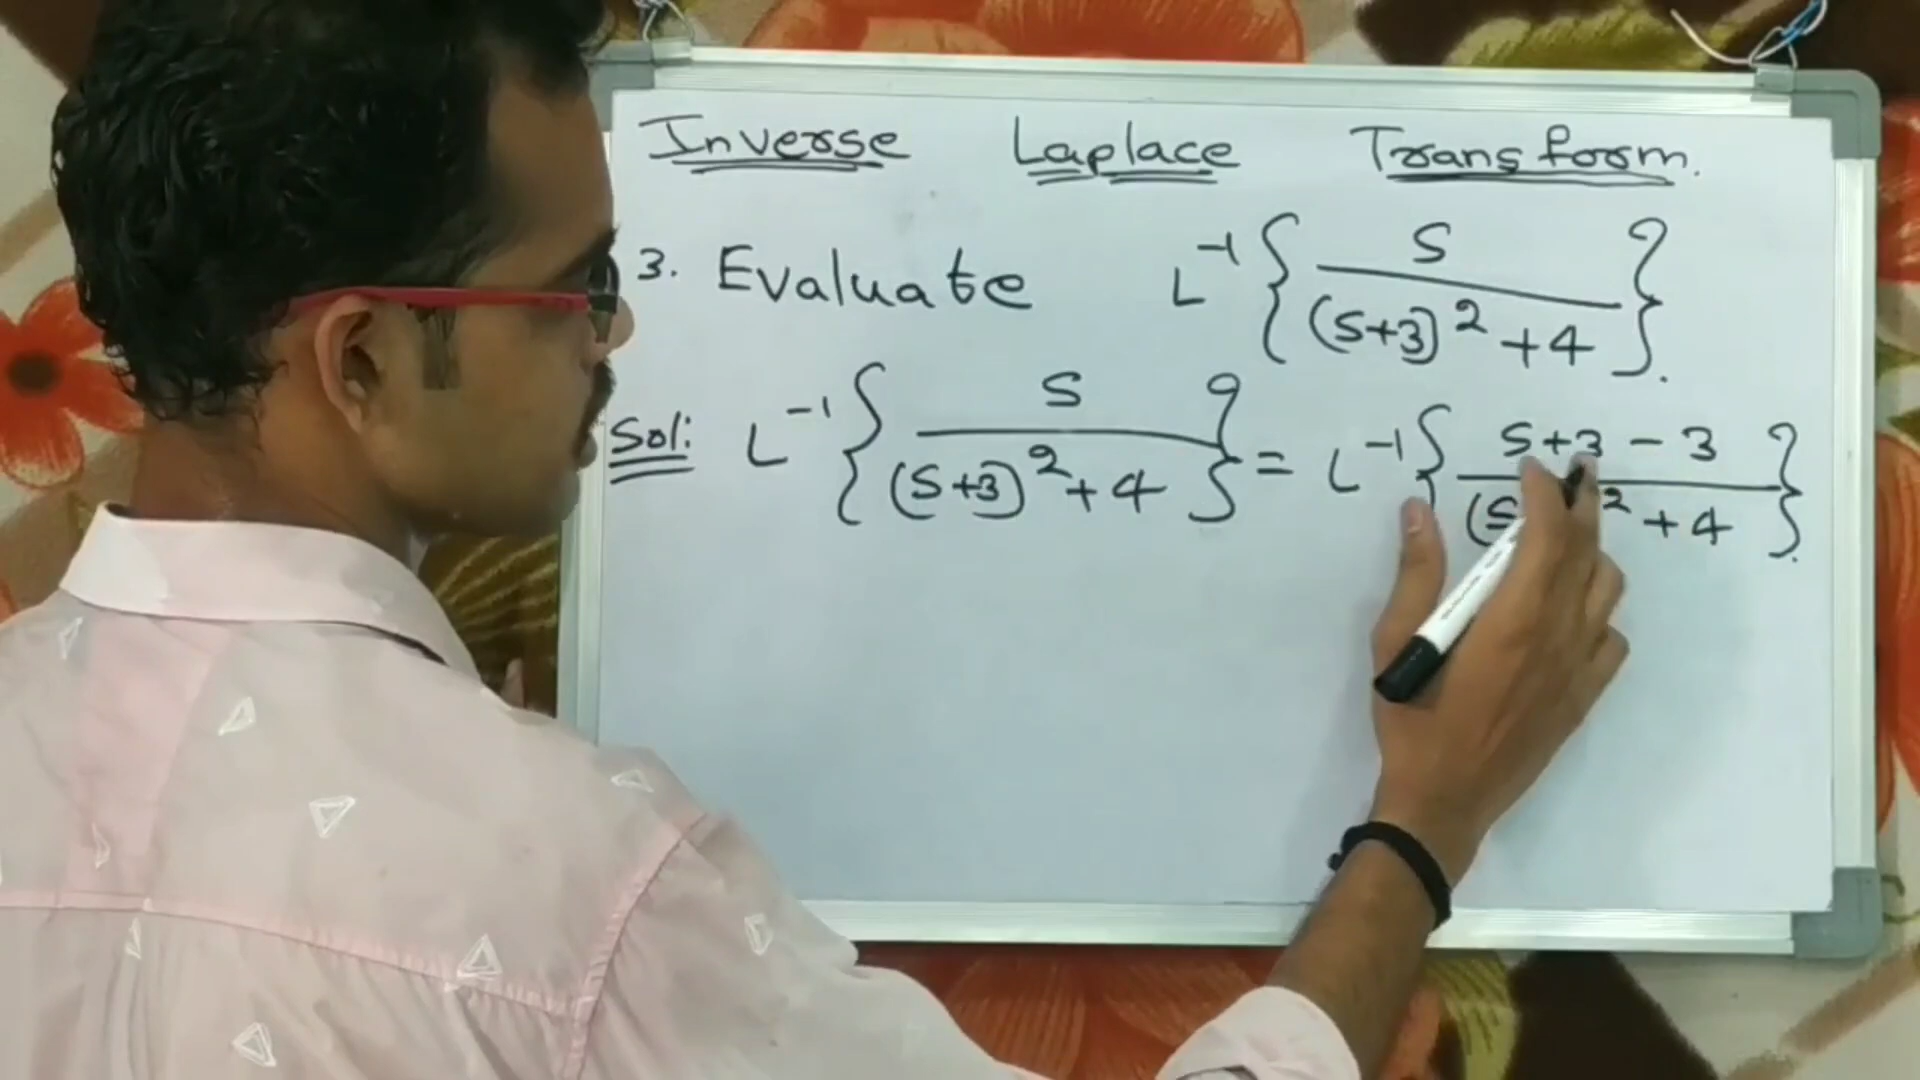 Inverse Laplace Transform.
3. Evaluate L⁻¹{ S / (S+3)² + 4 }.
Sol: L⁻¹{ S / (S+3)² + 4 } = L⁻¹{ S+3 - 3 / (S ² + 4 }.